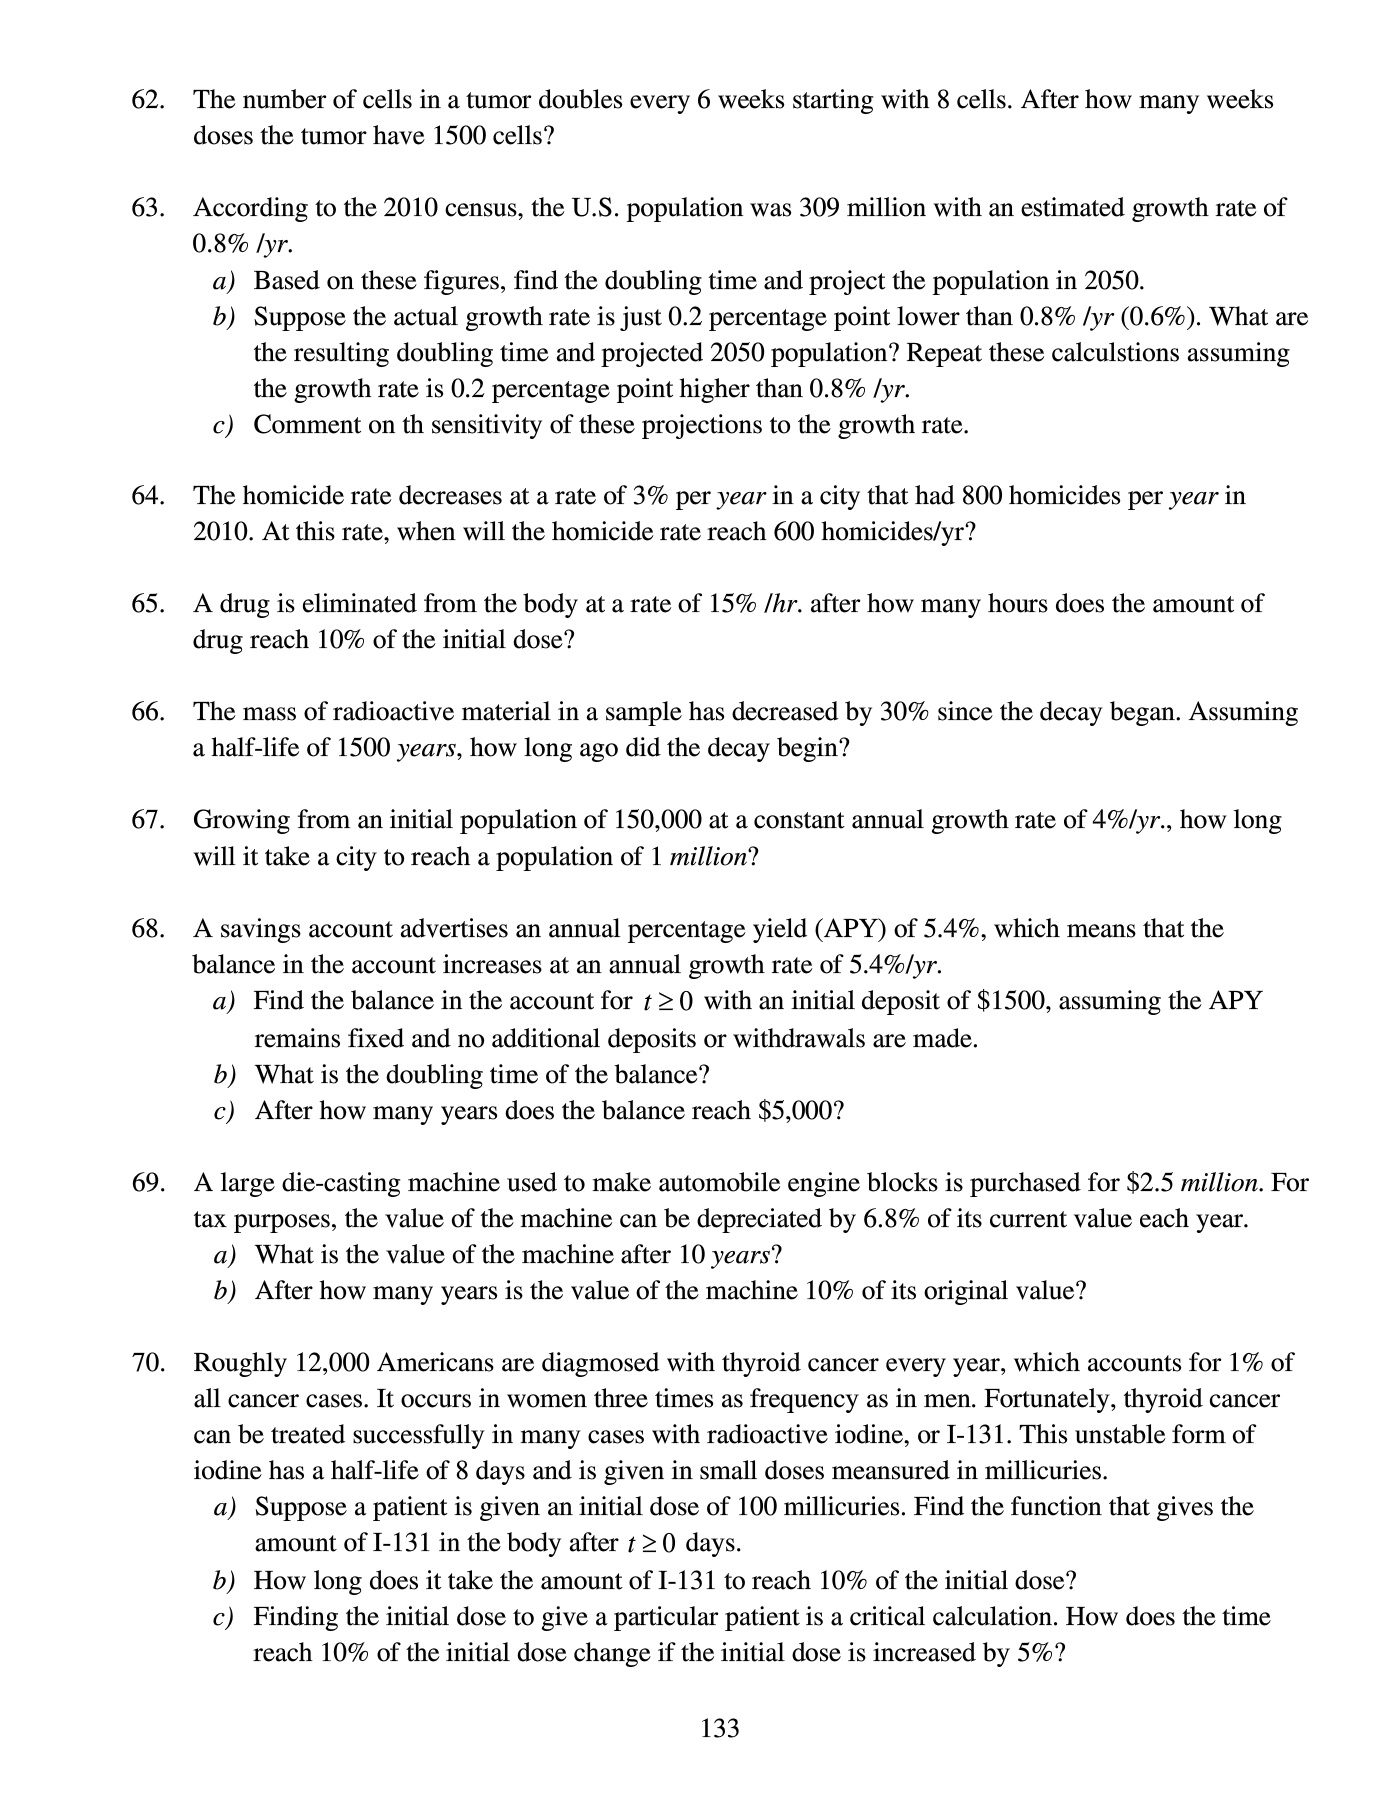 62. The number of cells in a tumor doubles every 6 weeks starting with 8 cells. After how many weeks
doses the tumor have 1500 cells?
63. According to the 2010 census, the U.S. population was 309 million with an estimated growth rate of
0.8% /yr.
a) Based on these figures, find the doubling time and project the population in 2050.
b) Suppose the actual growth rate is just 0.2 percentage point lower than 0.8% /yr (0.6%). What are
the resulting doubling time and projected 2050 population? Repeat these calculstions assuming
the growth rate is 0.2 percentage point higher than 0.8% /yr.
c) Comment on th sensitivity of these projections to the growth rate.
64. The homicide rate decreases at a rate of 3% per year in a city that had 800 homicides per year in
2010. At this rate, when will the homicide rate reach 600 homicides/yr?
65. A drug is eliminated from the body at a rate of 15% /hr. after how many hours does the amount of
drug reach 10% of the initial dose?
66. The mass of radioactive material in a sample has decreased by 30% since the decay began. Assuming
a half-life of 1500 years, how long ago did the decay begin?
67. Growing from an initial population of 150,000 at a constant annual growth rate of 4%/yr., how long
will it take a city to reach a population of 1 million?
68. A savings account advertises an annual percentage yield (APY) of 5.4%, which means that the
balance in the account increases at an annual growth rate of 5.4%/yr.
a) Find the balance in the account for t ≥ 0 with an initial deposit of $1500, assuming the APY
remains fixed and no additional deposits or withdrawals are made.
b) What is the doubling time of the balance?
c) After how many years does the balance reach $5,000?
69. A large die-casting machine used to make automobile engine blocks is purchased for $2.5 million. For
tax purposes, the value of the machine can be depreciated by 6.8% of its current value each year.
a) What is the value of the machine after 10 years?
b) After how many years is the value of the machine 10% of its original value?
70. Roughly 12,000 Americans are diagmosed with thyroid cancer every year, which accounts for 1% of
all cancer cases. It occurs in women three times as frequency as in men. Fortunately, thyroid cancer
can be treated successfully in many cases with radioactive iodine, or I-131. This unstable form of
iodine has a half-life of 8 days and is given in small doses meansured in millicuries.
a) Suppose a patient is given an initial dose of 100 millicuries. Find the function that gives the
amount of I-131 in the body after t ≥ 0 days.
b) How long does it take the amount of I-131 to reach 10% of the initial dose?
c) Finding the initial dose to give a particular patient is a critical calculation. How does the time
reach 10% of the initial dose change if the initial dose is increased by 5%?
133